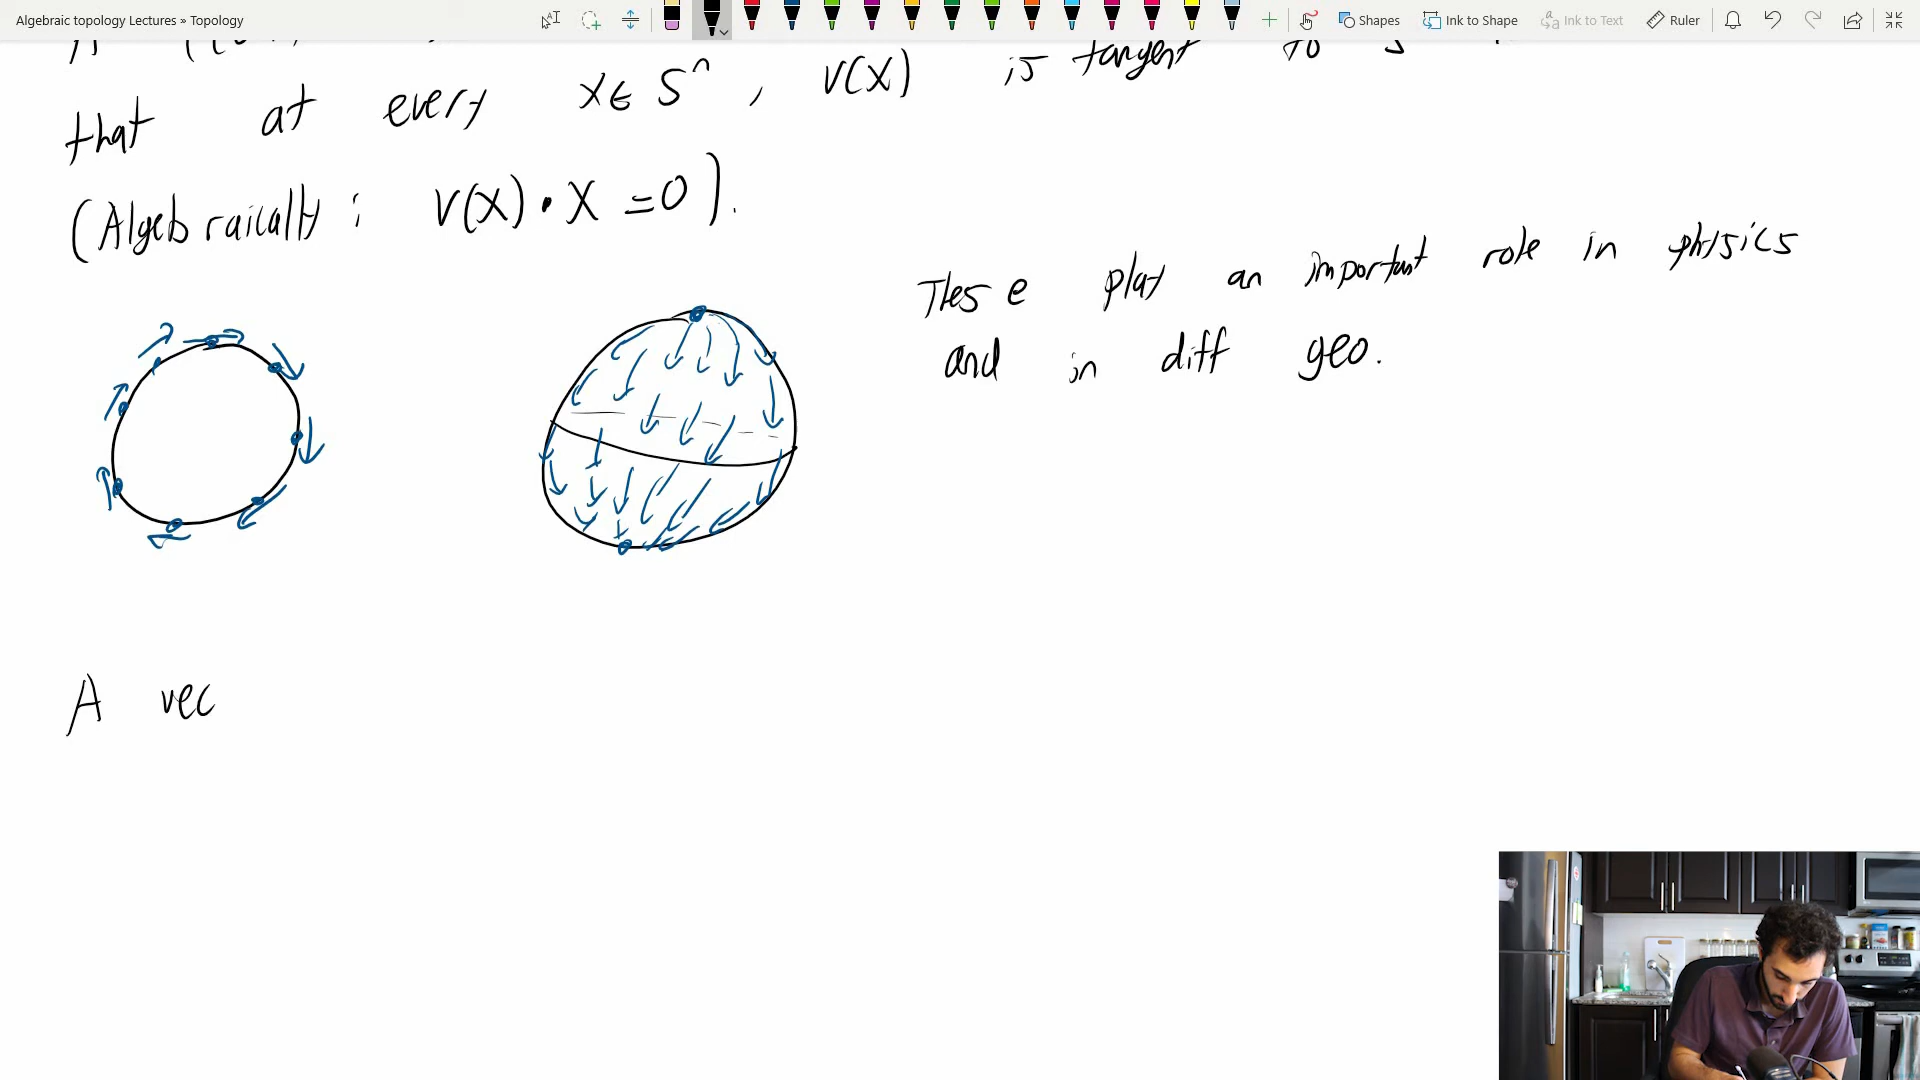 Algebraic topology Lectures » Topology
Shapes Ink to Shape Ink to Text Ruler
that at every x∈ Sⁿ, v(x) is tangent to
(Algebraically: v(x)·x =0).
These play an important role in physics
and in diff geo.
A vec